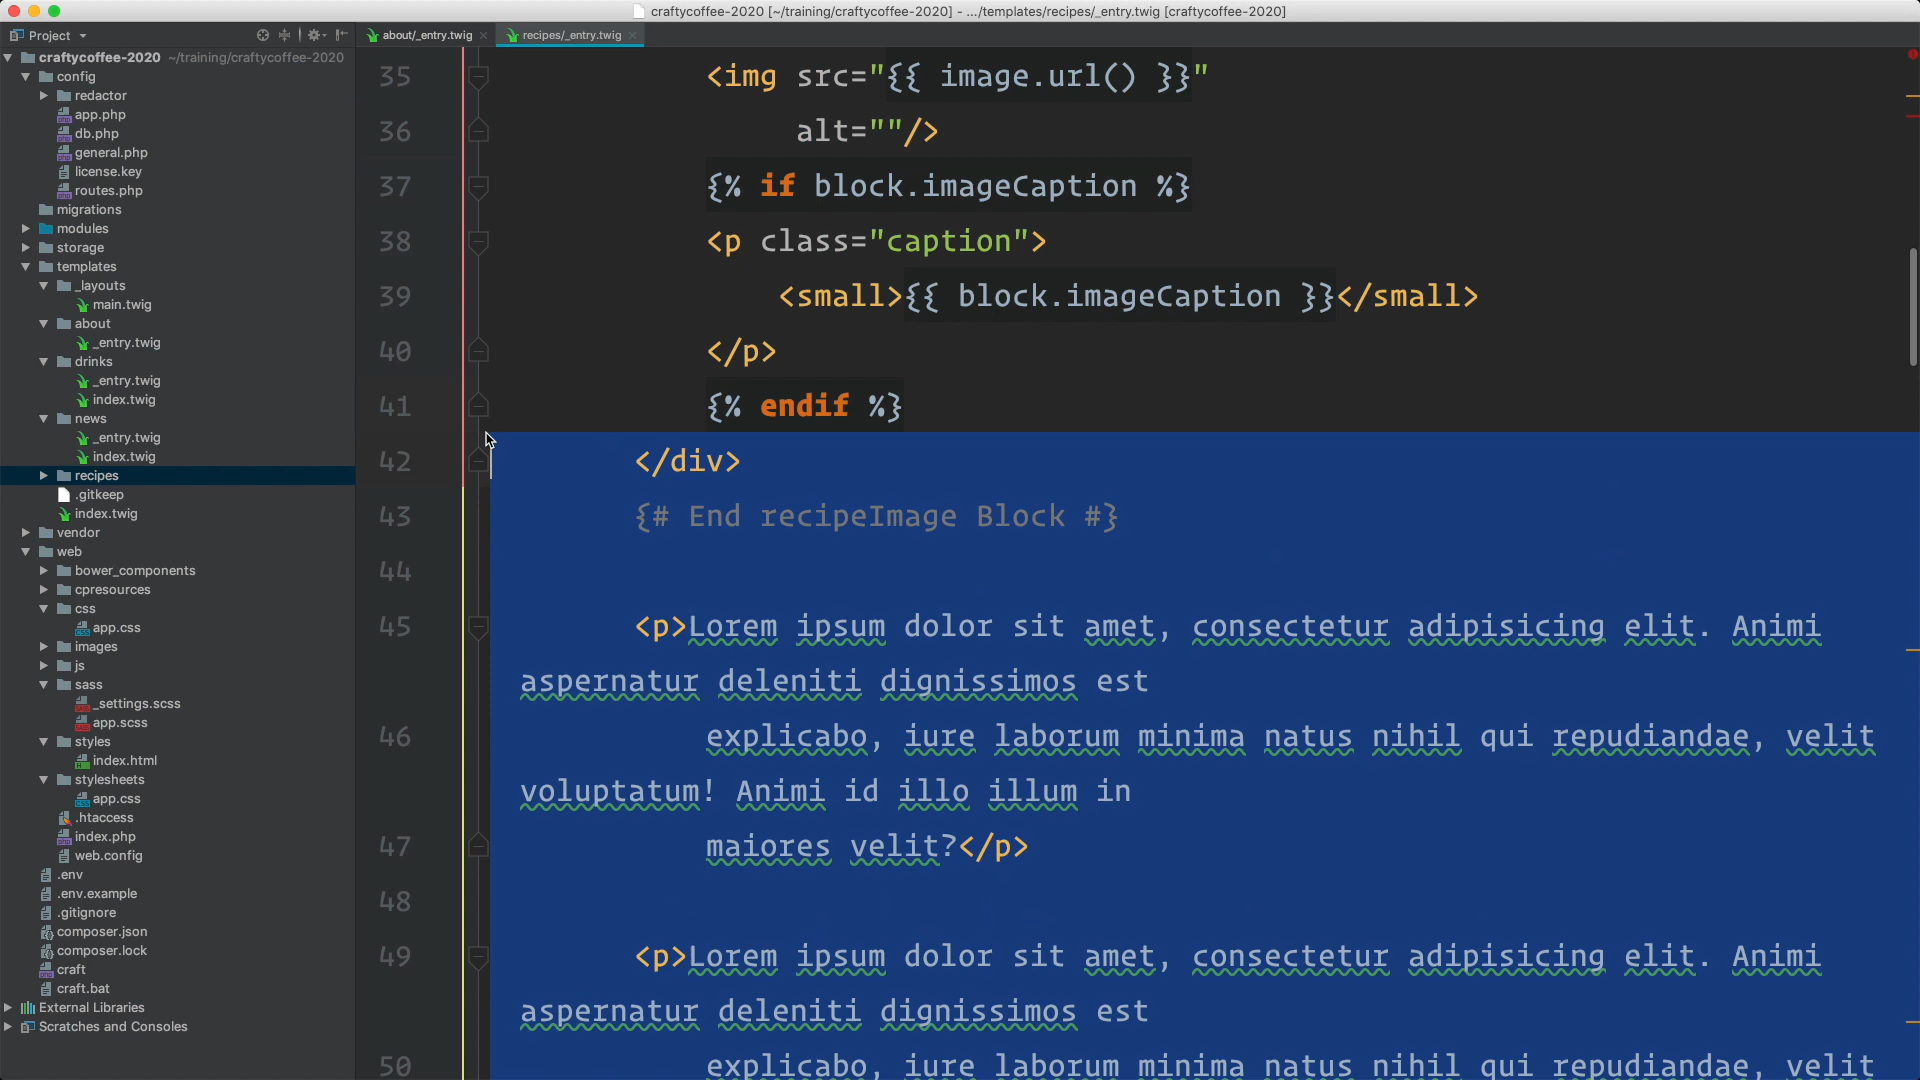 craftycoffee-2020 [~/training/craftycoffee-2020] - .../templates/recipes/_entry.twig [craftycoffee-2020]
Project
about/_entry.twig
recipes/_entry.twig
craftycoffee-2020 ~/training/craftycoffee-2020
config
redactor
app.php
db.php
general.php
license.key
routes.php
migrations
modules
storage
templates
_layouts
main.twig
about
_entry.twig
drinks
_entry.twig
index.twig
news
_entry.twig
index.twig
recipes
.gitkeep
index.twig
vendor
web
bower_components
cpresources
css
app.css
images
js
sass
_settings.scss
app.scss
styles
index.html
stylesheets
app.css
.htaccess
index.php
web.config
.env
.env.example
.gitignore
composer.json
composer.lock
craft
craft.bat
External Libraries
Scratches and Consoles
35 <img src="{{ image.url() }}"
36 alt=""/>
37 {% if block.imageCaption %}
38 <p class="caption">
39 <small>{{ block.imageCaption }}</small>
40 </p>
41 {% endif %}
42 </div>
43 {# End recipeImage Block #}
44
45 <p>Lorem ipsum dolor sit amet, consectetur adipisicing elit. Animi
aspernatur deleniti dignissimos est
46 explicabo, iure laborum minima natus nihil qui repudiandae, velit
voluptatum! Animi id illo illum in
47 maiores velit?</p>
48
49 <p>Lorem ipsum dolor sit amet, consectetur adipisicing elit. Animi
aspernatur deleniti dignissimos est
50 explicabo, iure laborum minima natus nihil qui repudiandae, velit